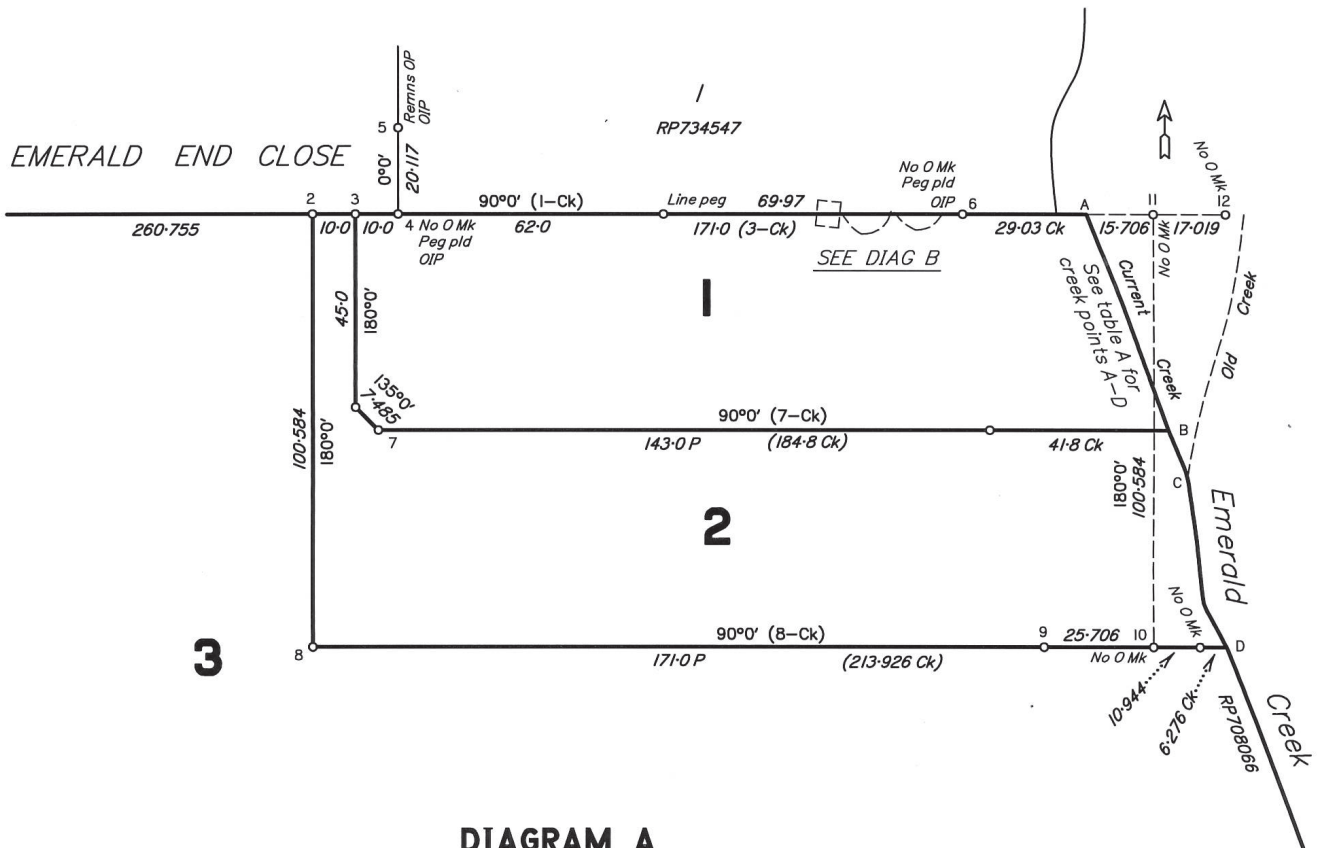 Remns OP
OIP
5
0°0'
20·117
1
RP734547
EMERALD END CLOSE
No O Mk
Peg pld
OIP
No O Mk
2
3
90°0' (1-Ck)
Line peg
69·97
6
A
11
12
260·755
10·0
10·0
4
No O Mk
Peg pld
OIP
62·0
171·0 (3-Ck)
29·03 Ck
15·706
17·019
No O Mk
SEE DIAG B
45·0
180°0'
1
See table A for
creek points A-D
Current
Creek
Old
Creek
135°0'
7·485
90°0' (7-Ck)
7
143·0 P
(184·8 Ck)
41·8 Ck
B
100·584
180°0'
100·584
180°0'
C
2
Emerald
No O Mk
3
8
90°0' (8-Ck)
9
25·706
10
D
171·0 P
(213·926 Ck)
No O Mk
10·944
6·276 Ck
RP708066
Creek
DIAGRAM A